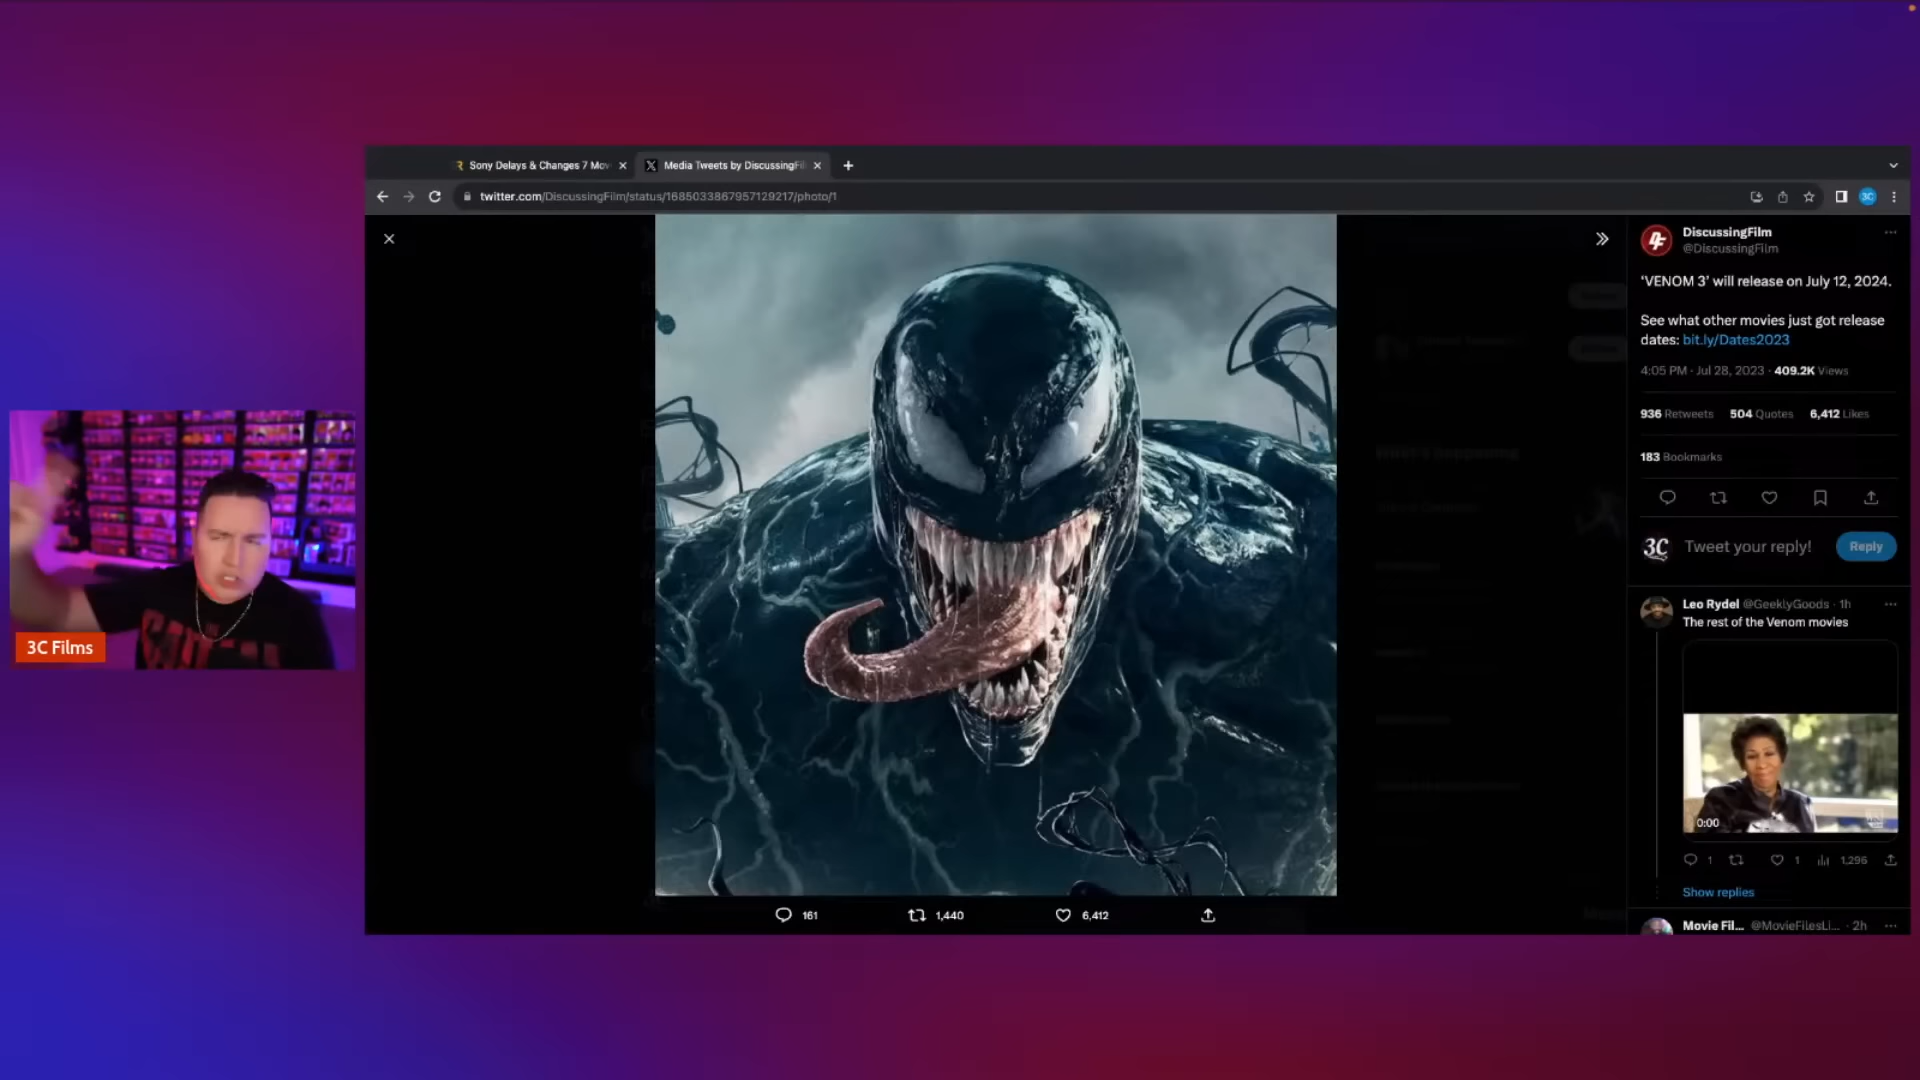 Sony Delays & Changes 7 Mov
Media Tweets by DiscussingFil
twitter.com/DiscussingFilm/status/1685033867957129217/photo/1
3C
DiscussingFilm
@DiscussingFilm
‘VENOM 3’ will release on July 12, 2024.
See what other movies just got release
dates: bit.ly/Dates2023
4:05 PM · Jul 28, 2023 · 409.2K Views
936 Retweets 504 Quotes 6,412 Likes
183 Bookmarks
3C
Tweet your reply!
Reply
Leo Rydel @GeeklyGoods · 1h
The rest of the Venom movies
0:00
1 1 1,296
Show replies
Movie Fil... @MovieFilesLi... · 2h
161 1,440 6,412
3C Films